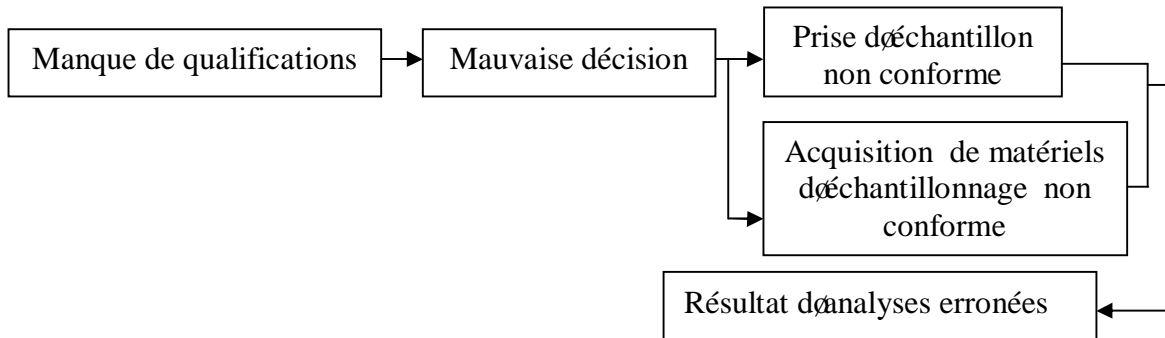 Manque de qualifications
Mauvaise décision
Prise døéchantillon
non conforme
Acquisition de matériels
døéchantillonnage non
conforme
Résultat døanalyses erronées